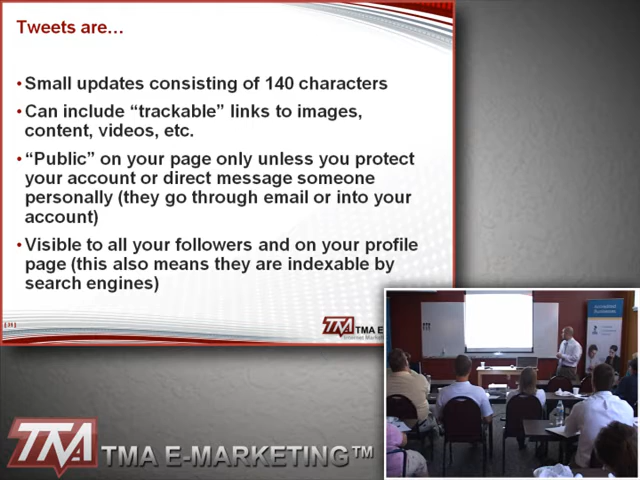 Tweets are…
• Small updates consisting of 140 characters
• Can include “trackable” links to images,
content, videos, etc.
• “Public” on your page only unless you protect
your account or direct message someone
personally (they go through email or into your
account)
• Visible to all your followers and on your profile
page (this also means they are indexable by
search engines)
TMA TMA E
Internet Market
TMA TMA E-MARKETING™